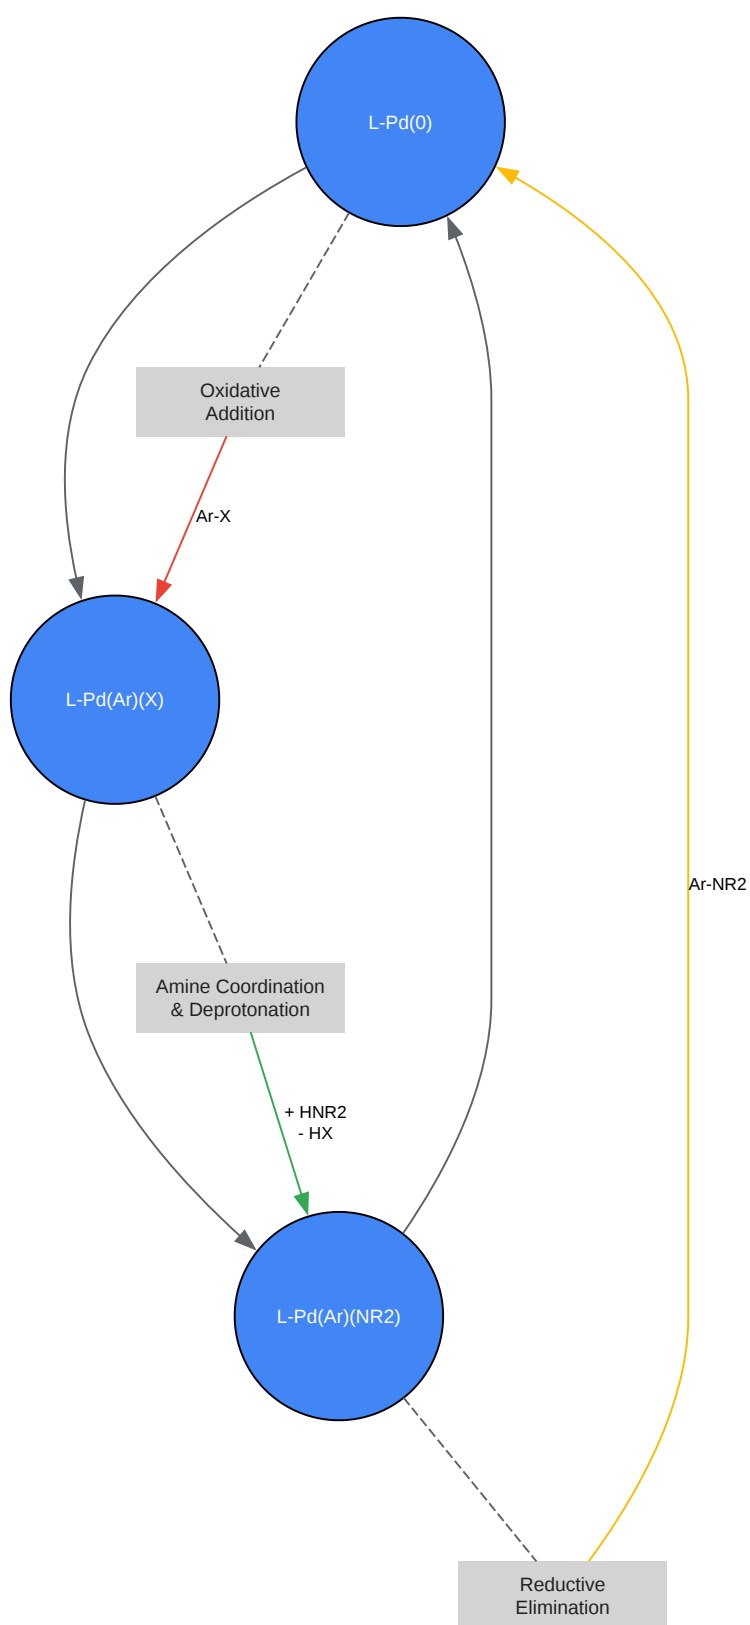 L-Pd(0)
Oxidative
Addition
Ar-X
L-Pd(Ar)(X)
Ar-NR2
Amine Coordination
& Deprotonation
+ HNR2
- HX
L-Pd(Ar)(NR2)
Reductive
Elimination